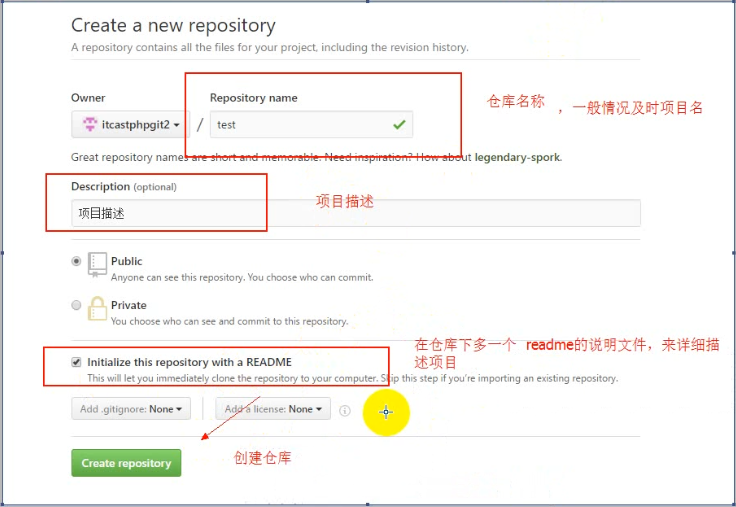 Create a new repository
A repository contains all the files for your project, including the revision history.
Owner
Repository name
itcastphpgit2 / test
仓库名称 ，一般情况及时项目名
Great repository names are short and memorable. Need inspiration? How about legendary-spork.
Description (optional)
项目描述
项目描述
Public
Anyone can see this repository. You choose who can commit.
Private
You choose who can see and commit to this repository.
在仓库下多一个 readme的说明文件，来详细描
述项目
Initialize this repository with a README
This will let you immediately clone the repository to your computer. Skip this step if you're importing an existing repository.
Add .gitignore: None
Add a license: None
创建仓库
Create repository